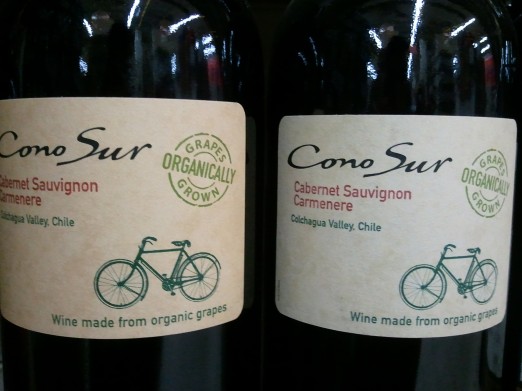 Cono Sur
GRAPES
ORGANICALLY
GROWN
Cabernet Sauvignon
Carmenere
Colchagua Valley, Chile
Wine made from organic grapes
Cono Sur
GRAPES
ORGANICALLY
GROWN
Cabernet Sauvignon
Carmenere
Colchagua Valley, Chile
Wine made from organic grapes